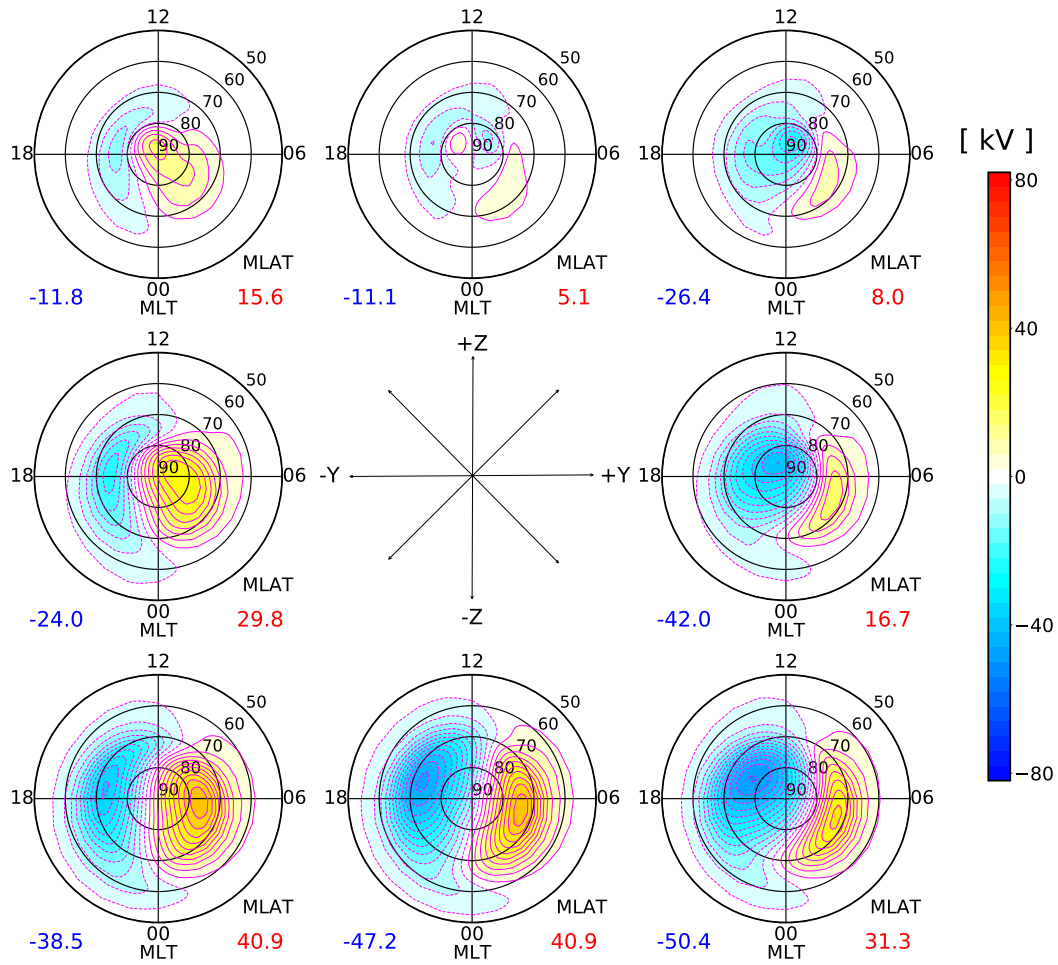 12 12 12
50 50 50
60 60 60
70 70 70
80 80 80
[ kV ]
18 90 06 90 18 90 06
80
MLAT MLAT MLAT
00 00 00
-11.8 MLT 15.6 -11.1 MLT 5.1 -26.4 MLT 8.0
12 +Z 12
40
50 50
60 60
70 70
80 80
18 90 06 -Y +Y 18 90 06
0
MLAT MLAT
00 -Z 00
-24.0 MLT 29.8 -42.0 MLT 16.7
−40
12 12 12
50 50 50
60 60 60
70 70 70
80 80 80
−80
18 90 06 18 90 06 18 90 06
MLAT MLAT MLAT
00 00 00
-38.5 MLT 40.9 -47.2 MLT 40.9 -50.4 MLT 31.3